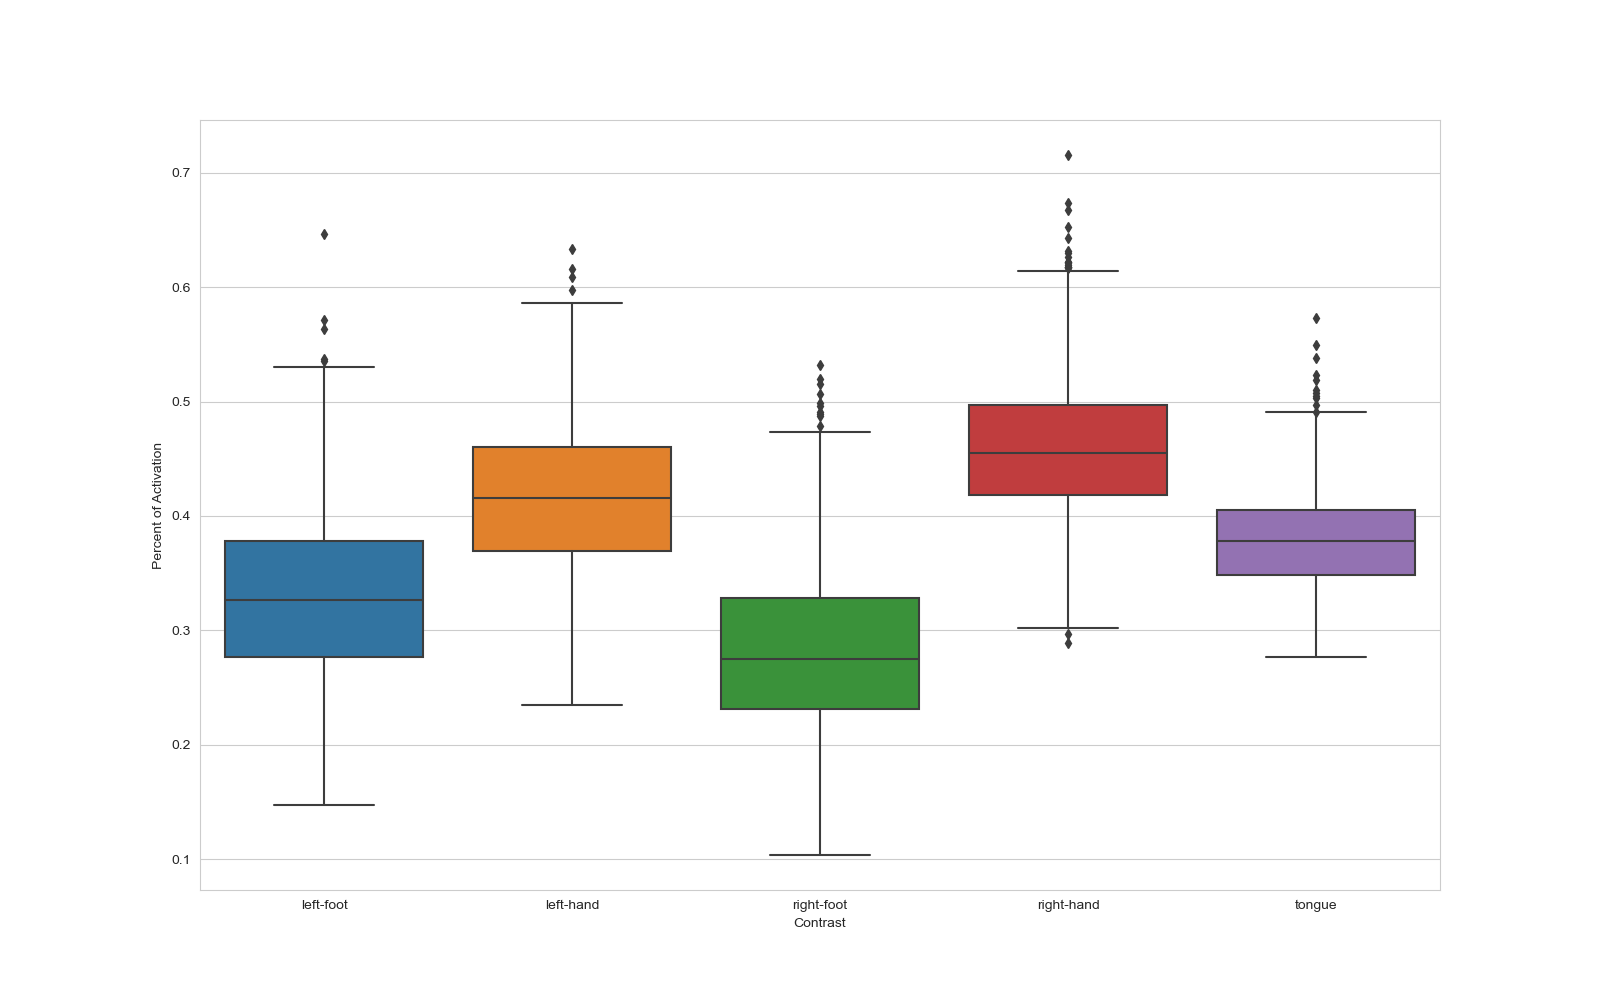 0.7
0.6
0.5
0.4
0.3
0.2
0.1
Percent of Activation
left-foot left-hand right-foot right-hand tongue
Contrast